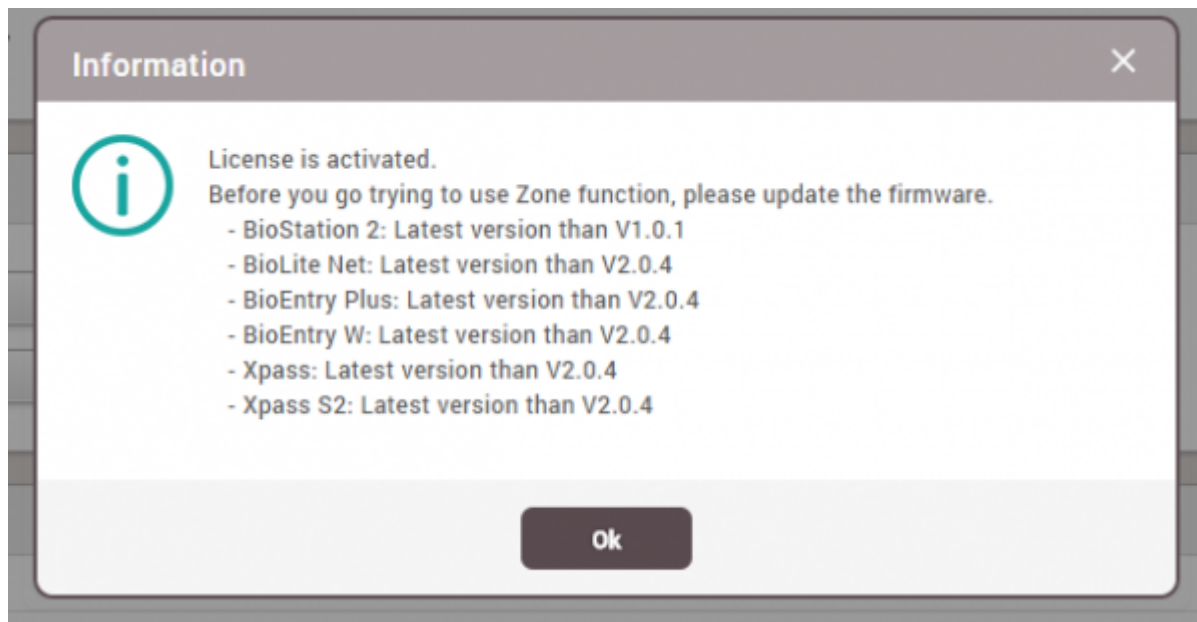 Information
License is activated.
Before you go trying to use Zone function, please update the firmware.
- BioStation 2: Latest version than V1.0.1
- BioLite Net: Latest version than V2.0.4
- BioEntry Plus: Latest version than V2.0.4
- BioEntry W: Latest version than V2.0.4
- Xpass: Latest version than V2.0.4
- Xpass S2: Latest version than V2.0.4
Ok